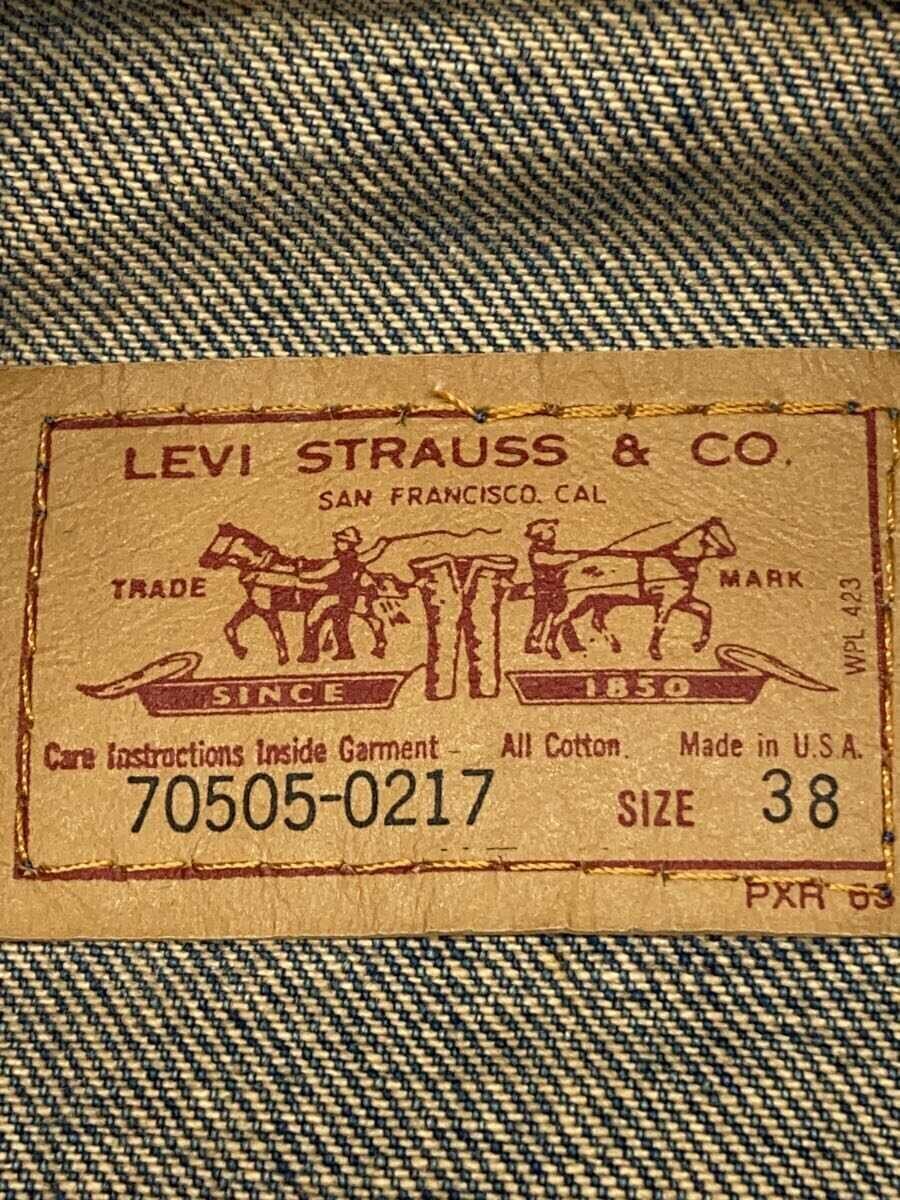 LEVI STRAUSS & CO.
SAN FRANCISCO. CAL
TRADE MARK
SINCE 1850
WPL 423
Care Instructions Inside Garment - All Cotton. Made in U.S.A.
70505-0217 SIZE 38
PXR 63